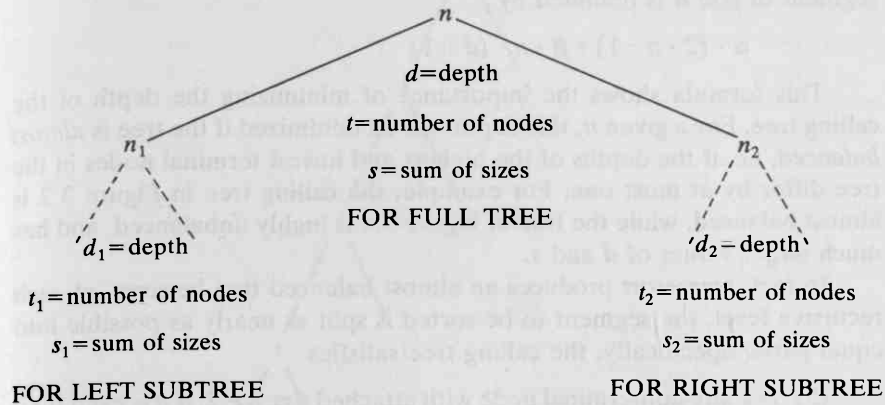 n
d=depth
t=number of nodes
n₁
n₂
s=sum of sizes
FOR FULL TREE
d₁=depth
d₂=depth
t₁=number of nodes
t₂=number of nodes
s₁=sum of sizes
s₂=sum of sizes
FOR LEFT SUBTREE
FOR RIGHT SUBTREE